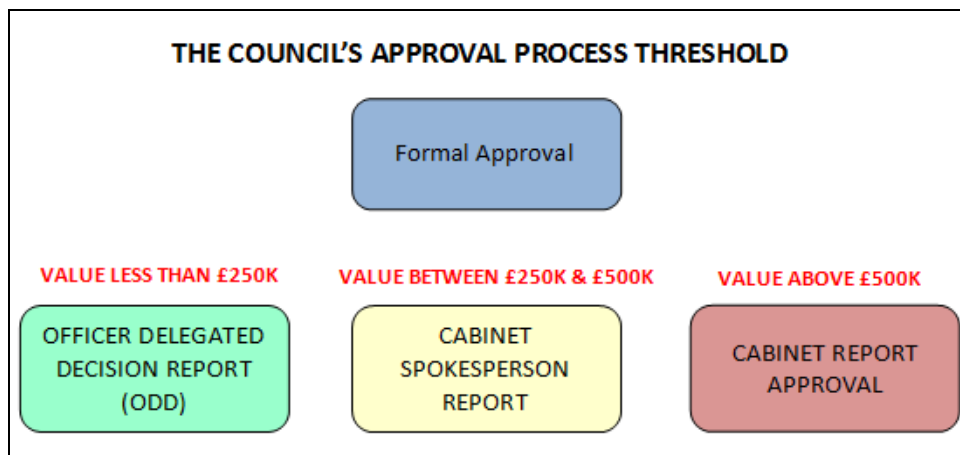 THE COUNCIL'S APPROVAL PROCESS THRESHOLD
Formal Approval
VALUE LESS THAN £250K
VALUE BETWEEN £250K & £500K
VALUE ABOVE £500K
OFFICER DELEGATED
DECISION REPORT
(ODD)
CABINET
SPOKESPERSON
REPORT
CABINET REPORT
APPROVAL